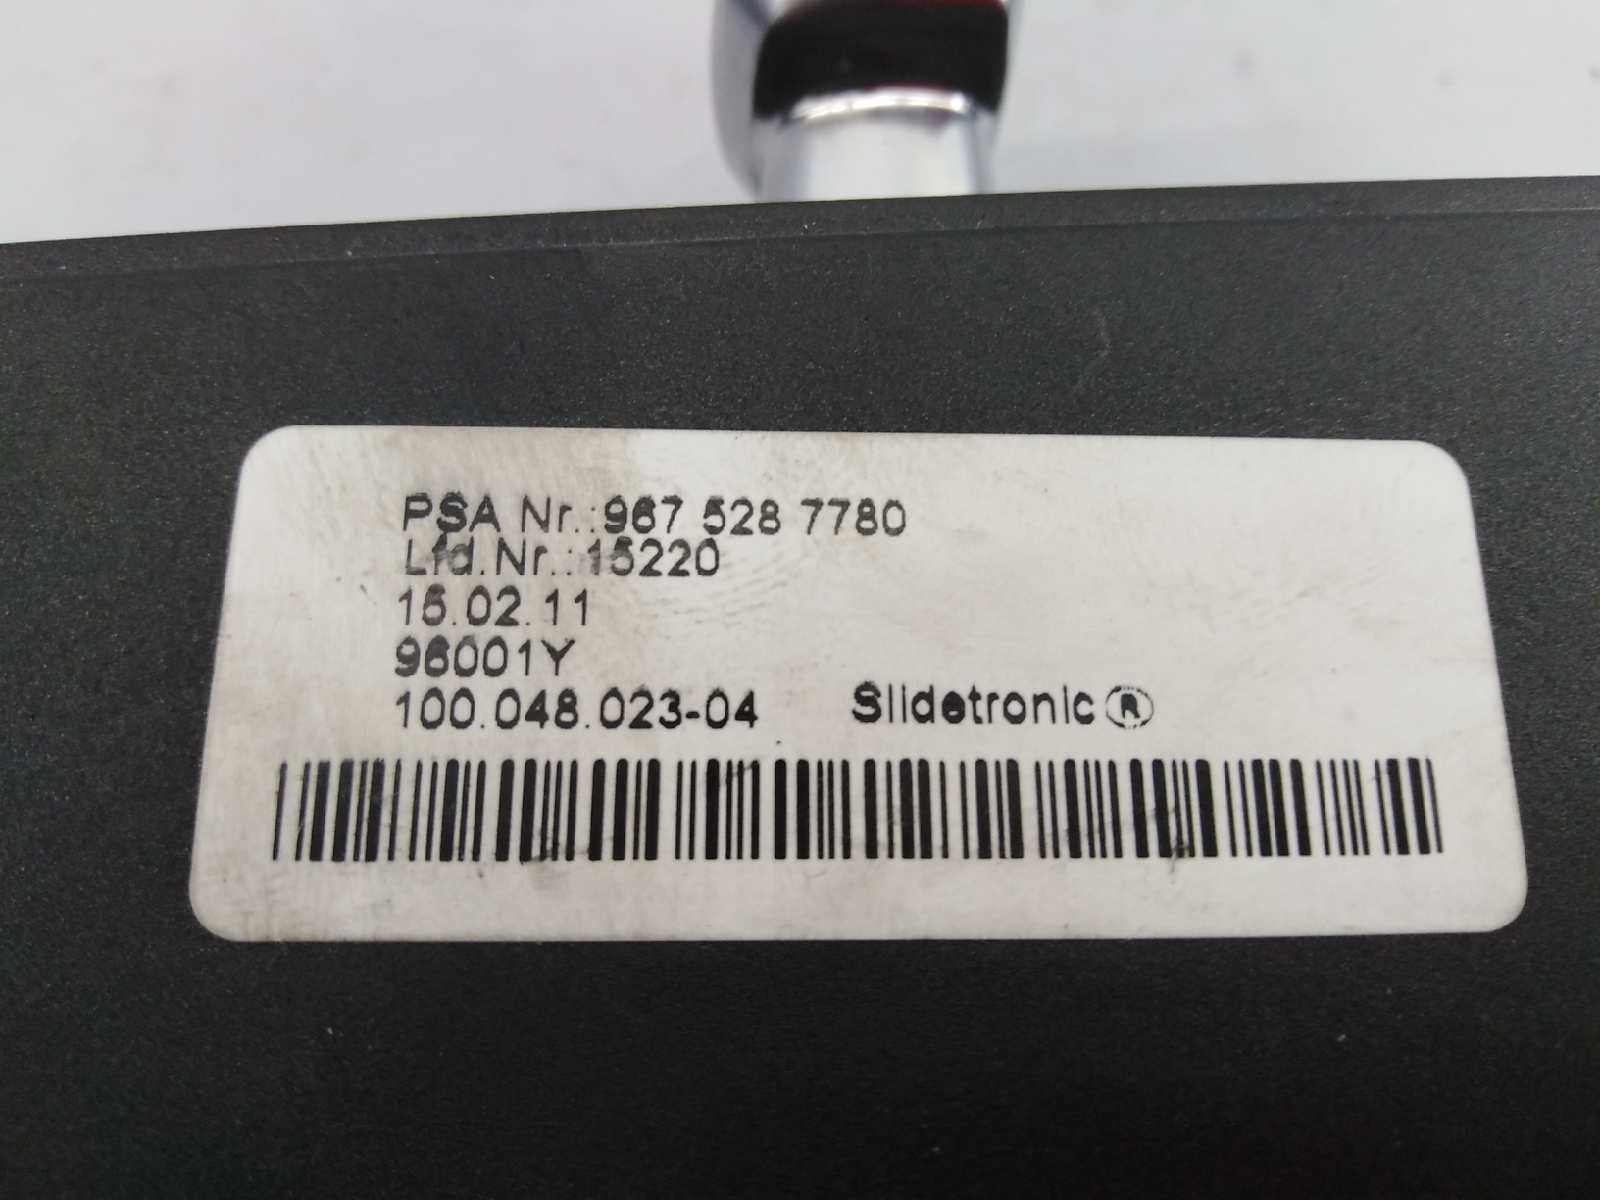 PSA Nr.:967 528 7780
Lfd.Nr.:15220
15.02.11
96001Y
100.048.023-04 Slidetronic®